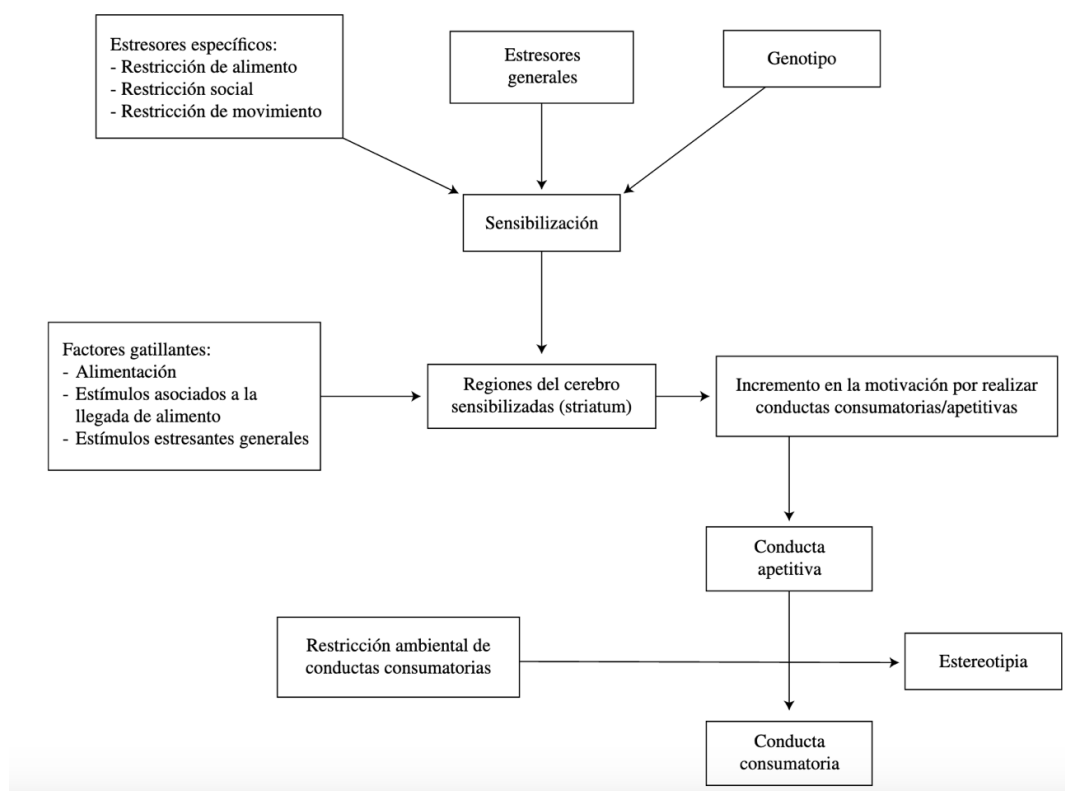 Estresores específicos:
- Restricción de alimento
- Restricción social
- Restricción de movimiento
Estresores
generales
Genotipo
Sensibilización
Factores gatillantes:
- Alimentación
- Estímulos asociados a la
llegada de alimento
- Estímulos estresantes generales
Regiones del cerebro
sensibilizadas (striatum)
Incremento en la motivación por realizar
conductas consumatorias/apetitivas
Conducta
apetitiva
Restricción ambiental de
conductas consumatorias
Estereotipia
Conducta
consumatoria